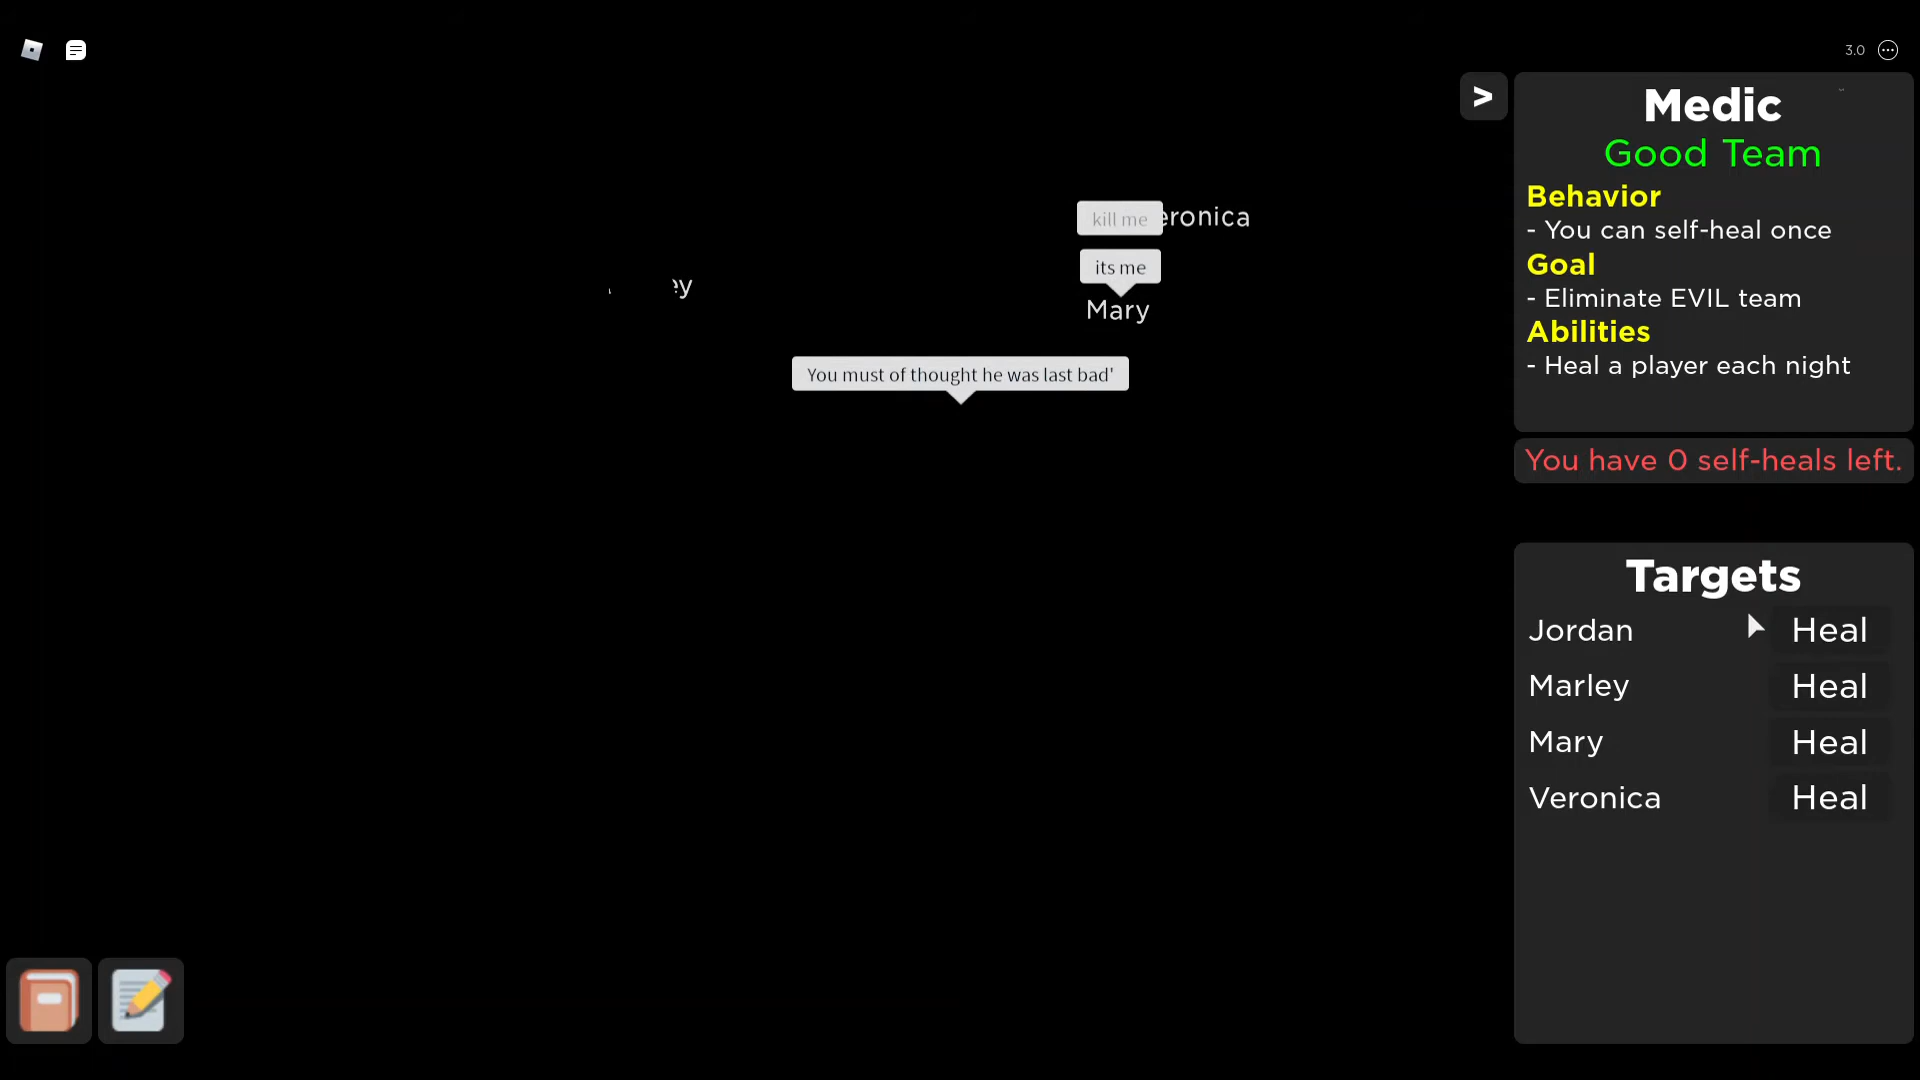 3.0
>
Medic
Good Team
Behavior
- You can self-heal once
Goal
- Eliminate EVIL team
Abilities
- Heal a player each night
You have 0 self-heals left.
kill me
eronica
its me
Mary
ey
You must of thought he was last bad'
Targets
Jordan Heal
Marley Heal
Mary Heal
Veronica Heal